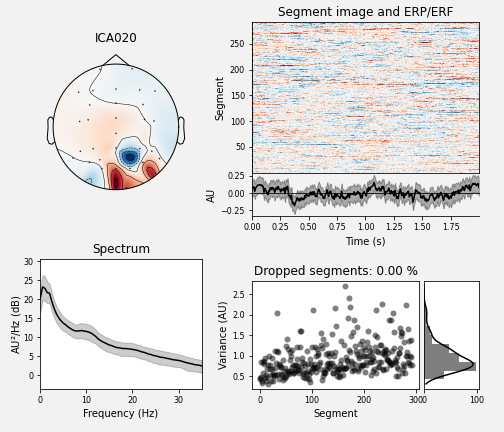 ICA020
Segment image and ERP/ERF
Segment
250
200
150
100
50
AU
0.25
0.00
−0.25
0.00 0.25 0.50 0.75 1.00 1.25 1.50 1.75
Time (s)
Spectrum
AU²/Hz (dB)
30
25
20
15
10
5
0
0 10 20 30
Frequency (Hz)
Dropped segments: 0.00 %
Variance (AU)
2.5
2.0
1.5
1.0
0.5
0 100 200 300
0 100
Segment